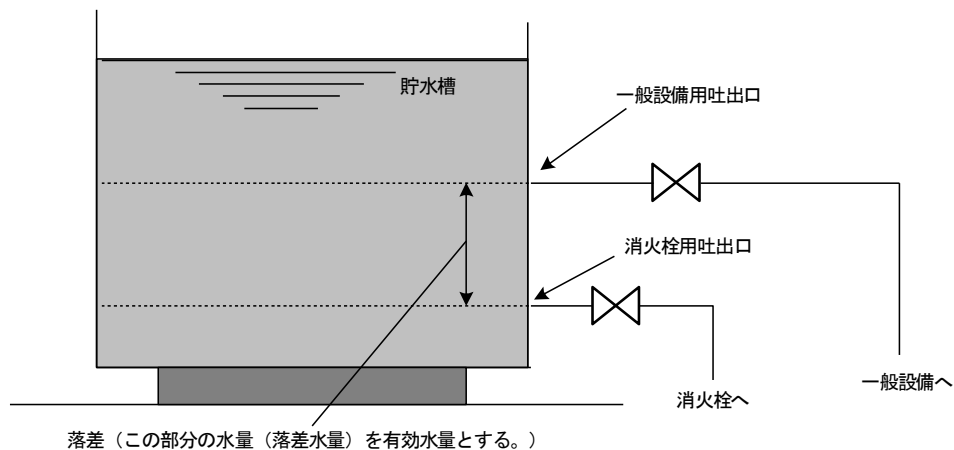 貯水槽
一般設備用吐出口
消火栓用吐出口
一般設備へ
消火栓へ
落差（この部分の水量（落差水量）を有効水量とする。）